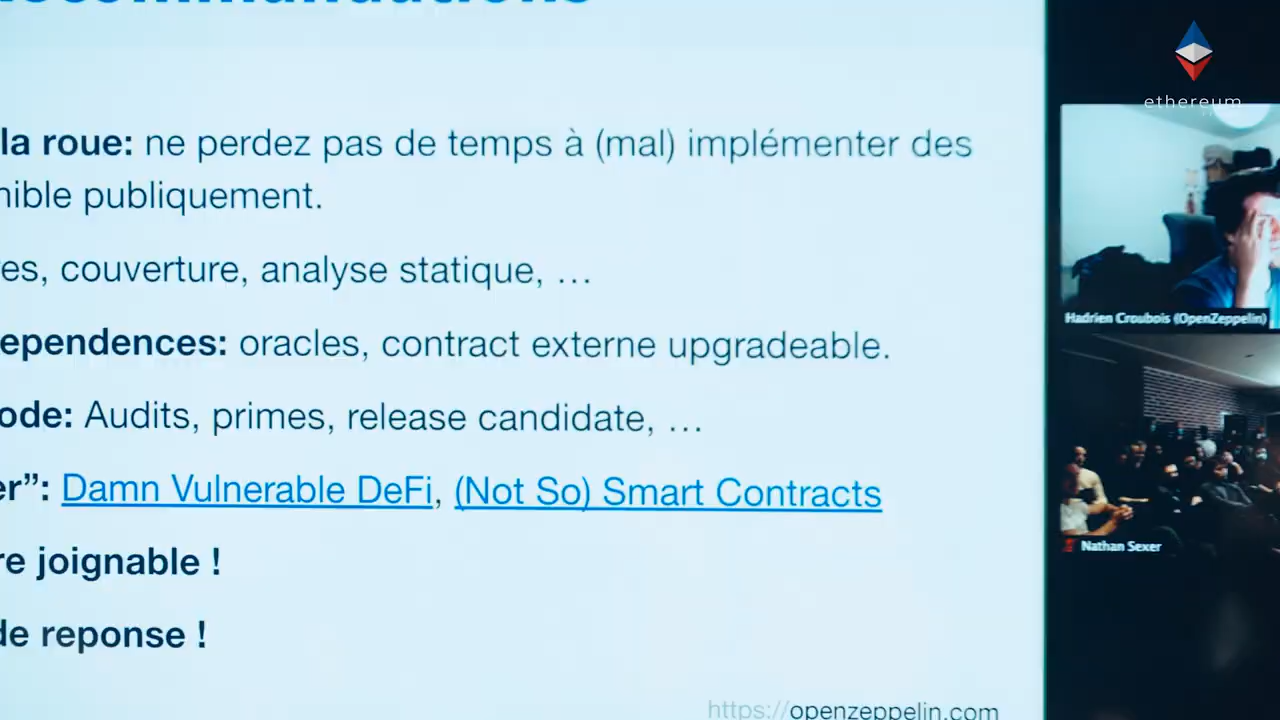 la roue: ne perdez pas de temps à (mal) implémenter des
nible publiquement.
es, couverture, analyse statique, …
ependences: oracles, contract externe upgradeable.
ode: Audits, primes, release candidate, …
er”: Damn Vulnerable DeFi, (Not So) Smart Contracts
re joignable !
de reponse !
https://openzeppelin.com
ethereum
Hadrien Croubois (OpenZeppelin)
Nathan Sexer